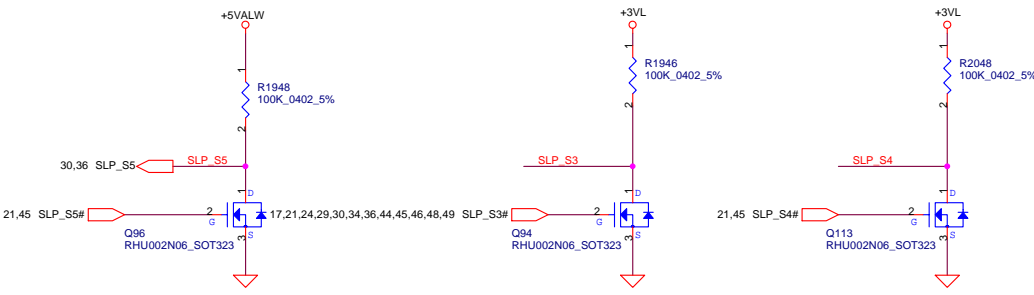 +5VALW
1
R1948
100K_0402_5%
2
30,36 SLP_S5
SLP_S5
1
D
21,45 SLP_S5#
2
G
Q96
3
S
RHU002N06_SOT323
+3VL
1
R1946
100K_0402_5%
2
SLP_S3
1
D
17,21,24,29,30,34,36,44,45,46,48,49 SLP_S3#
2
G
Q94
3
S
RHU002N06_SOT323
+3VL
1
R2048
100K_0402_5%
2
SLP_S4
1
D
21,45 SLP_S4#
2
G
Q113
3
S
RHU002N06_SOT323